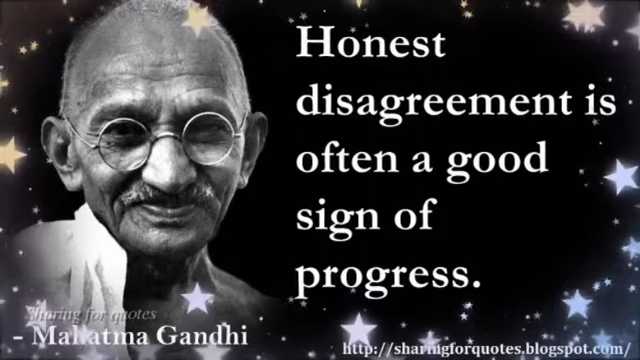 Honest
disagreement is
often a good
sign of
progress.
Sharing for quotes
- Mahatma Gandhi
http://sharingforquotes.blogspot.com/